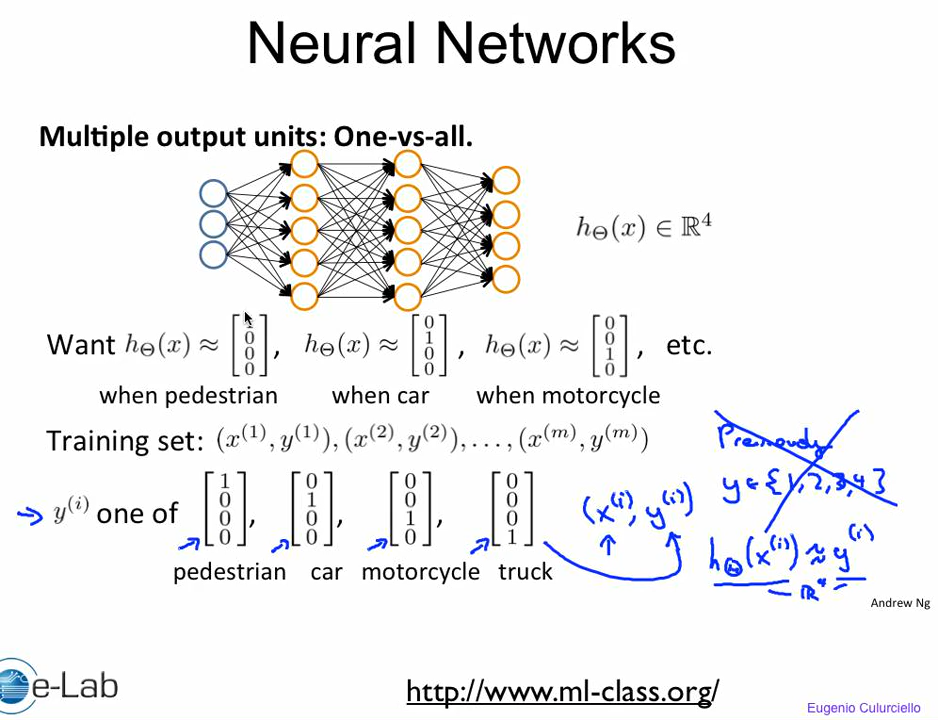 Neural Networks
Multiple output units: One-vs-all.
hΘ(x) ∈ ℝ⁴
Want hΘ(x) ≈ [1 0 0 0], hΘ(x) ≈ [0 1 0 0], hΘ(x) ≈ [0 0 1 0], etc.
when pedestrian when car when motorcycle
Training set: (x⁽¹⁾, y⁽¹⁾), (x⁽²⁾, y⁽²⁾), . . . , (x⁽ᵐ⁾, y⁽ᵐ⁾)
Previously
y ∈ {1, 2, 3, 4}
→ y⁽ⁱ⁾ one of [1 0 0 0], [0 1 0 0], [0 0 1 0], [0 0 0 1]
(x⁽ⁱ⁾, y⁽ⁱ⁾)
hΘ(x⁽ⁱ⁾) ≈ y⁽ⁱ⁾
ℝ⁴
pedestrian car motorcycle truck
Andrew Ng
e-Lab
http://www.ml-class.org/
Eugenio Culurciello